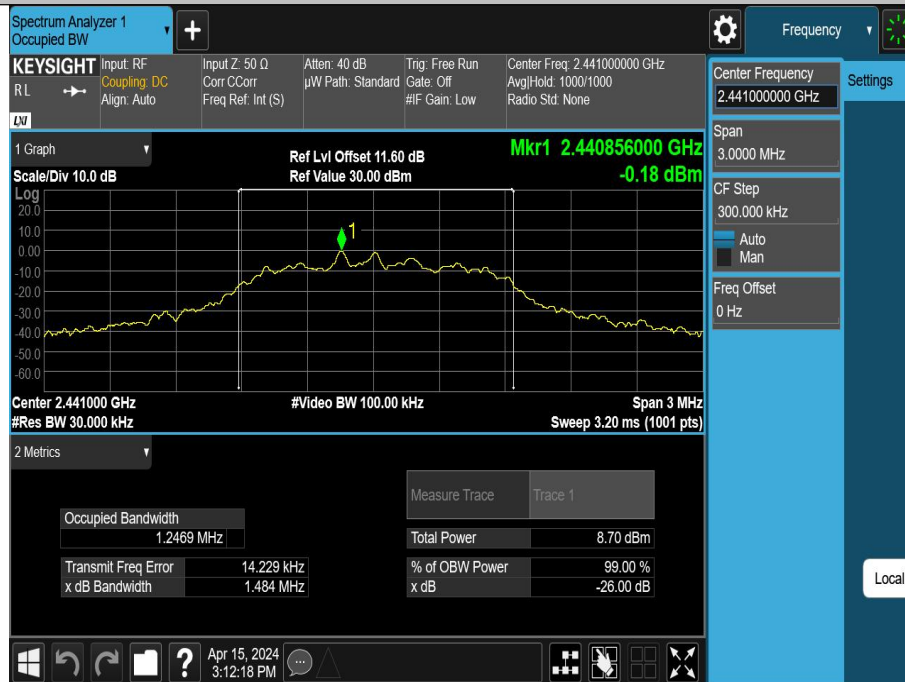 Spectrum Analyzer 1
Occupied BW
+
Frequency
KEYSIGHT
RL
LXI
Input: RF
Coupling: DC
Align: Auto
Input Z: 50 Ω
Corr CCorr
Freq Ref: Int (S)
Atten: 40 dB
µW Path: Standard
Trig: Free Run
Gate: Off
#IF Gain: Low
Center Freq: 2.441000000 GHz
Avg|Hold: 1000/1000
Radio Std: None
Center Frequency
2.441000000 GHz
Settings
Span
3.0000 MHz
CF Step
300.000 kHz
Auto
Man
Freq Offset
0 Hz
Local
1 Graph
Scale/Div 10.0 dB
Ref Lvl Offset 11.60 dB
Ref Value 30.00 dBm
Mkr1 2.440856000 GHz
-0.18 dBm
Log
20.0
10.0
0.00
-10.0
-20.0
-30.0
-40.0
-50.0
-60.0
1
Center 2.441000 GHz
#Video BW 100.00 kHz
Span 3 MHz
#Res BW 30.000 kHz
Sweep 3.20 ms (1001 pts)
2 Metrics
Measure Trace Trace 1
Occupied Bandwidth
1.2469 MHz
Total Power 8.70 dBm
Transmit Freq Error 14.229 kHz
% of OBW Power 99.00 %
x dB Bandwidth 1.484 MHz
x dB -26.00 dB
?
Apr 15, 2024
3:12:18 PM